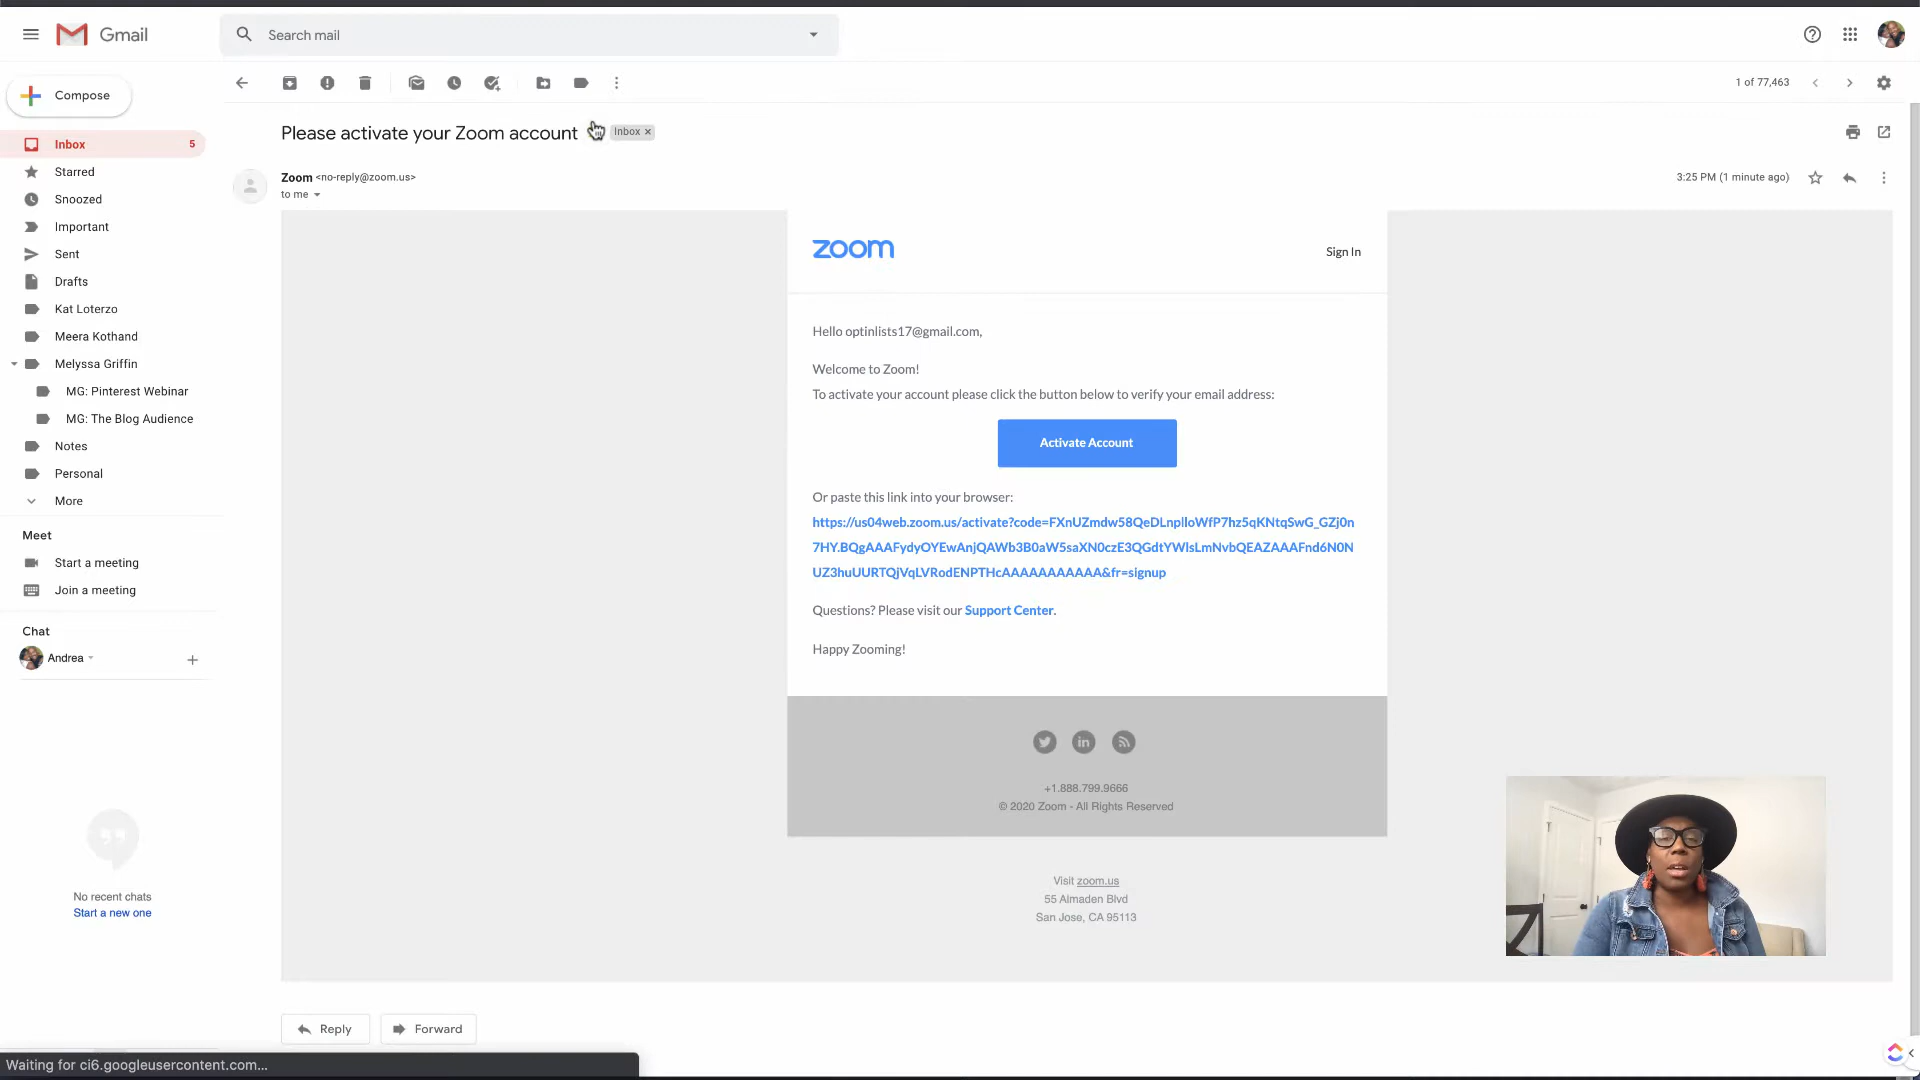 Gmail
Search mail
Compose
1 of 77,463
Inbox 5
Starred
Snoozed
Important
Sent
Drafts
Kat Loterzo
Meera Kothand
Melyssa Griffin
MG: Pinterest Webinar
MG: The Blog Audience
Notes
Personal
More
Meet
Start a meeting
Join a meeting
Chat
Andrea
No recent chats
Start a new one
Please activate your Zoom account
Inbox ×
Zoom <no-reply@zoom.us>
3:25 PM (1 minute ago)
to me
zoom
Sign In
Hello optinlists17@gmail.com,
Welcome to Zoom!
To activate your account please click the button below to verify your email address:
Activate Account
Or paste this link into your browser:
https://us04web.zoom.us/activate?code=FXnUZmdw58QeDLnplloWfP7hz5qKNtqSwG_GZj0n
7HY.BQgAAAFydyOYEwAnjQAWb3B0aW5saXN0czE3QGdtYWlsLmNvbQEAZAAAFnd6N0N
UZ3huUURTQjVqLVRodENPTHcAAAAAAAAAAA&fr=signup
Questions? Please visit our Support Center.
Happy Zooming!
in
+1.888.799.9666
© 2020 Zoom - All Rights Reserved
Visit zoom.us
55 Almaden Blvd
San Jose, CA 95113
Reply
Forward
Waiting for ci6.googleusercontent.com...